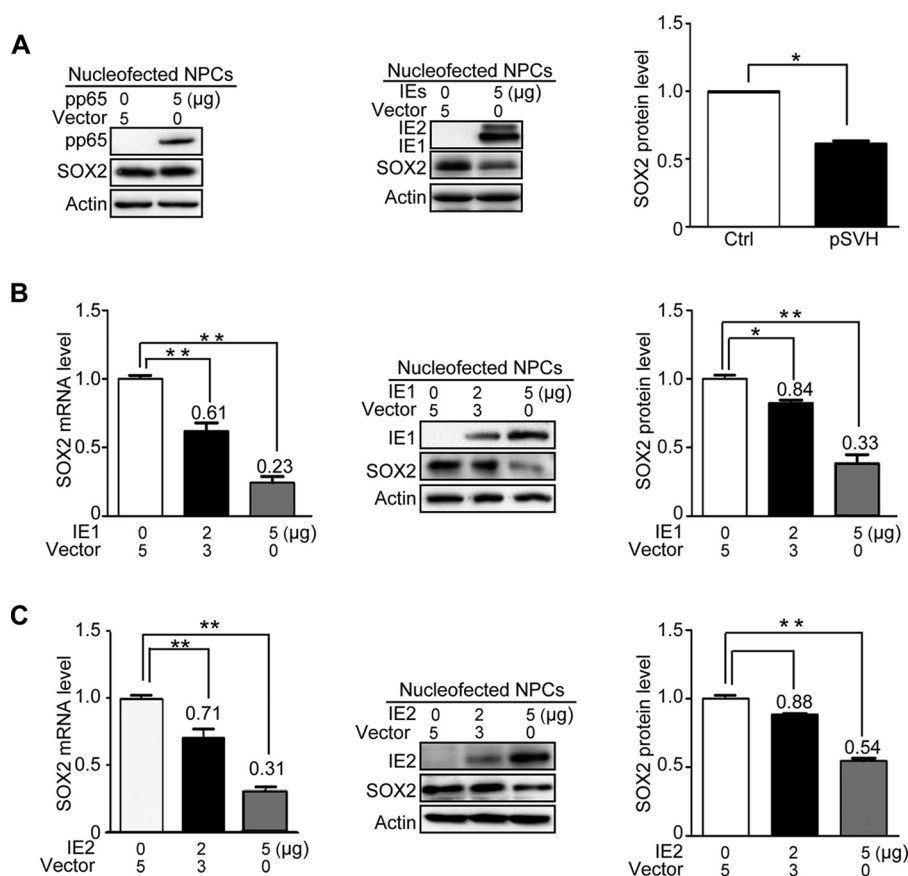 A
Nucleofected NPCs
pp65 0 5 (µg)
Vector 5 0
pp65
SOX2
Actin
Nucleofected NPCs
IEs 0 5 (µg)
Vector 5 0
IE2
IE1
SOX2
Actin
SOX2 protein level
1.5
1.0
0.5
0
*
Ctrl pSVH
B
SOX2 mRNA level
1.5
1.0
0.5
0
* *
* *
0.61
0.23
IE1 0 2 5 (µg)
Vector 5 3 0
Nucleofected NPCs
IE1 0 2 5 (µg)
Vector 5 3 0
IE1
SOX2
Actin
SOX2 protein level
1.5
1.0
0.5
0
* *
*
0.84
0.33
IE1 0 2 5 (µg)
Vector 5 3 0
C
SOX2 mRNA level
1.5
1.0
0.5
0
**
**
0.71
0.31
IE2 0 2 5 (µg)
Vector 5 3 0
Nucleofected NPCs
IE2 0 2 5 (µg)
Vector 5 3 0
IE2
SOX2
Actin
SOX2 protein level
1.5
1.0
0.5
0
* *
0.88
0.54
IE2 0 2 5 (µg)
Vector 5 3 0